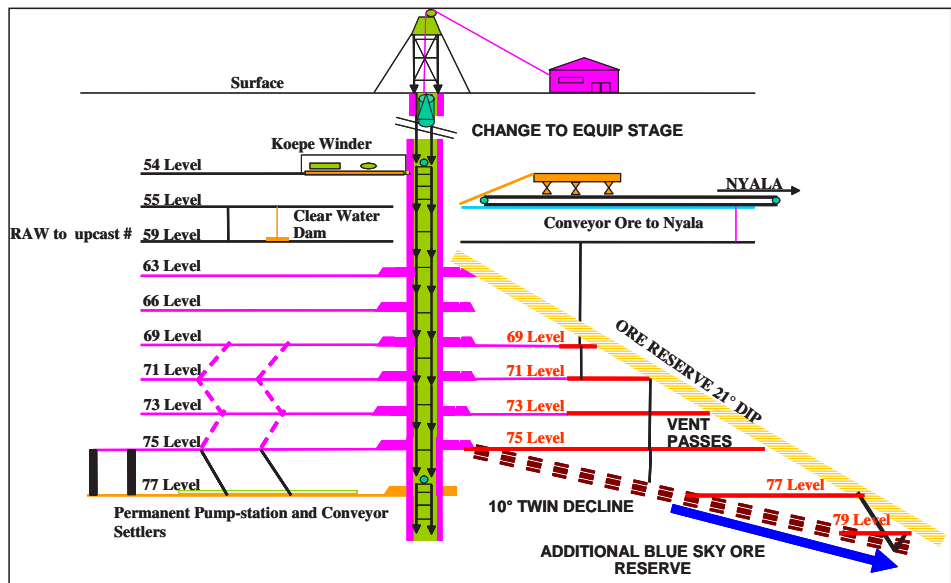 Surface
CHANGE TO EQUIP STAGE
Koepe Winder
54 Level
NYALA
55 Level
Clear Water
Dam
Conveyor Ore to Nyala
RAW to upcast #
59 Level
63 Level
66 Level
69 Level
69 Level
ORE RESERVE 21° DIP
71 Level
71 Level
73 Level
73 Level
VENT
PASSES
75 Level
75 Level
77 Level
77 Level
10° TWIN DECLINE
Permanent Pump-station and Conveyor
Settlers
79 Level
ADDITIONAL BLUE SKY ORE
RESERVE